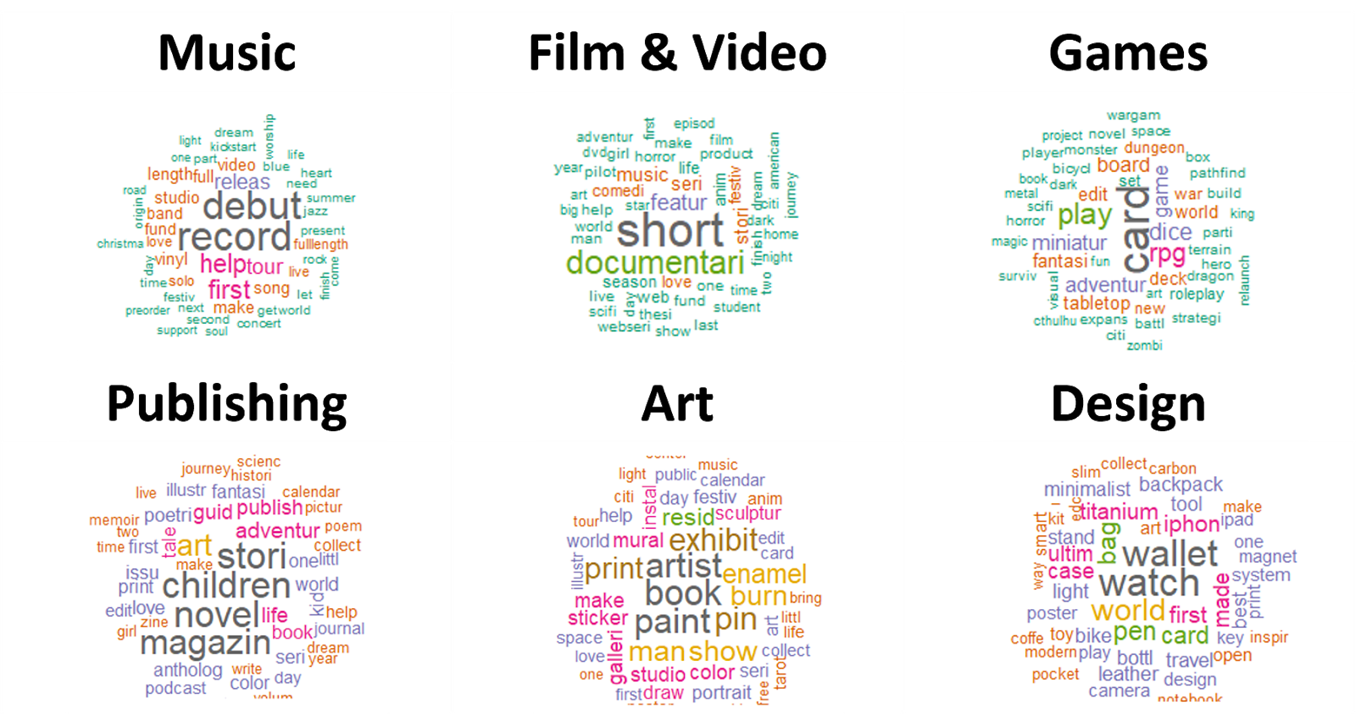 Music
Film & Video
Games
dream
worship
light
kickstart
one part
video
blue
life
length
full
releas
heart
need
road
studio
debut
summer
origin
band
jazz
fund
record
present
christma
love
fulllength
day
vinyl
help
tour
live
rock
come
time
solo
first
song
let
finish
festiv
preorder
next
make
get
world
second
concert
support
soul
first
episod
adventur
make
film
american
dvd
girl
horror
product
year
pilot
music
life
seri
anim
festiv
dream
journey
art
comedi
star
featur
citi
big
help
stori
dark
world
short
home
man
finish
night
documentari
season
love
one
time
two
live
day
web
fund
student
scifi
thesi
webseri
show
last
wargam
project
novel
space
player
monster
dungeon
box
bicycl
board
pathfind
book
dark
set
game
metal
edit
card
war
build
scifi
play
world
king
horror
magic
miniatur
dice
parti
fantasi
fun
rpg
terrain
hero
surviv
visual
adventur
deck
dragon
relaunch
art
roleplay
tabletop
new
cthulhu
expans
battl
strategi
citi
zombi
Publishing
Art
Design
scienc
journey
histori
live
illustr
fantasi
calendar
memoir
poetri
guid
publish
pictur
two
tale
adventur
poem
time
first
art
stori
collect
make
one
littl
issu
children
world
print
edit
love
novel
life
kid
help
zine
girl
magazin
book
journal
dream
seri
year
antholog
write
color
day
podcast
volum
music
light
public
calendar
citi
instal
day
festiv
anim
tour
help
resid
sculptur
world
mural
exhibit
edit
card
illustr
print
artist
enamel
make
book
burn
bring
sticker
paint
pin
art
littl
life
space
galleri
man
show
collect
love
one
studio
color
seri
tarot
first
draw
portrait
free
poster
slim
collect
carbon
minimalist
backpack
edc
titanium
tool
make
kit
art
iphon
ipad
smart
stand
bag
one
ultim
wallet
magnet
way
case
watch
system
light
made
best
print
poster
world
first
coffe
toy
bike
pen
card
key
inspir
modern
play
bottl
travel
open
pocket
leather
design
camera
notebook